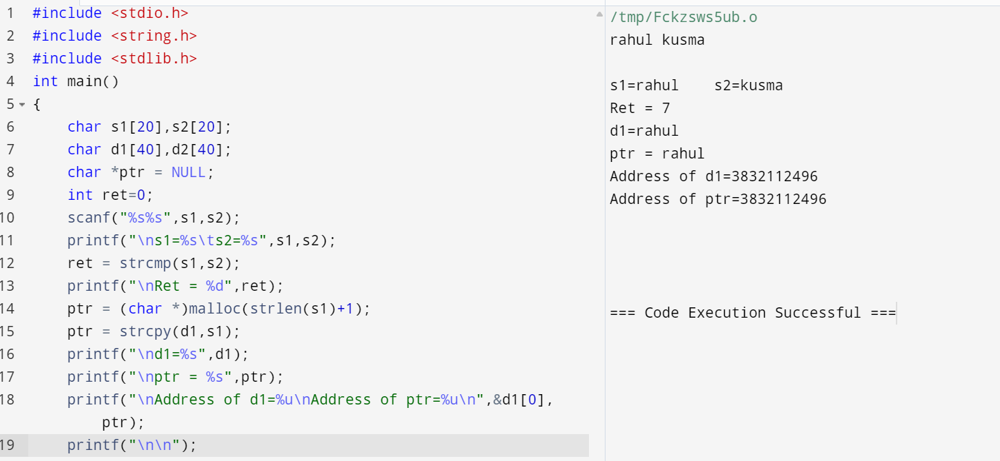 1 #include <stdio.h>
2 #include <string.h>
3 #include <stdlib.h>
4 int main()
5 {
6 char s1[20],s2[20];
7 char d1[40],d2[40];
8 char *ptr = NULL;
9 int ret=0;
10 scanf("%s%s",s1,s2);
11 printf("\ns1=%s\ts2=%s",s1,s2);
12 ret = strcmp(s1,s2);
13 printf("\nRet = %d",ret);
14 ptr = (char *)malloc(strlen(s1)+1);
15 ptr = strcpy(d1,s1);
16 printf("\nd1=%s",d1);
17 printf("\nptr = %s",ptr);
18 printf("\nAddress of d1=%u\nAddress of ptr=%u\n",&d1[0],
ptr);
19 printf("\n\n");
/tmp/Fckzsws5ub.o
rahul kusma
s1=rahul    s2=kusma
Ret = 7
d1=rahul
ptr = rahul
Address of d1=3832112496
Address of ptr=3832112496
=== Code Execution Successful ===